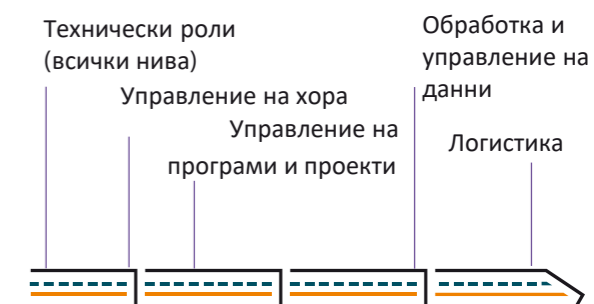 Технически роли
(всички нива)
Управление на хора
Управление на
програми и проекти
Обработка и
управление на
данни
Логистика